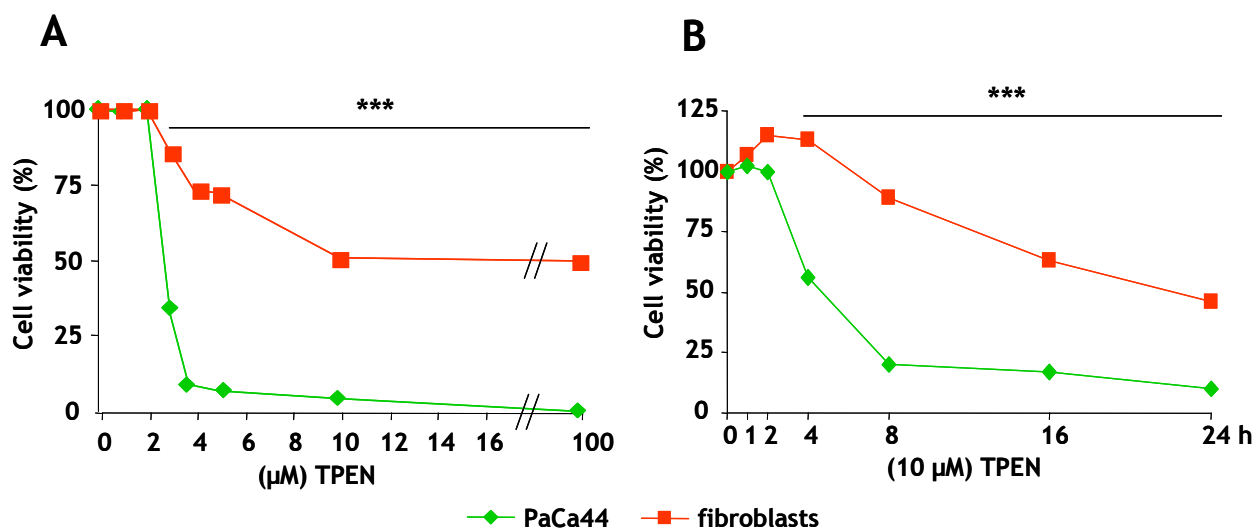 A
B
***
***
Cell viability (%)
100
75
50
25
0
0 2 4 6 8 10 12 14 16 100
(µM) TPEN
Cell viability (%)
125
100
75
50
25
0
0 1 2 4 8 16 24 h
(10 µM) TPEN
PaCa44 fibroblasts